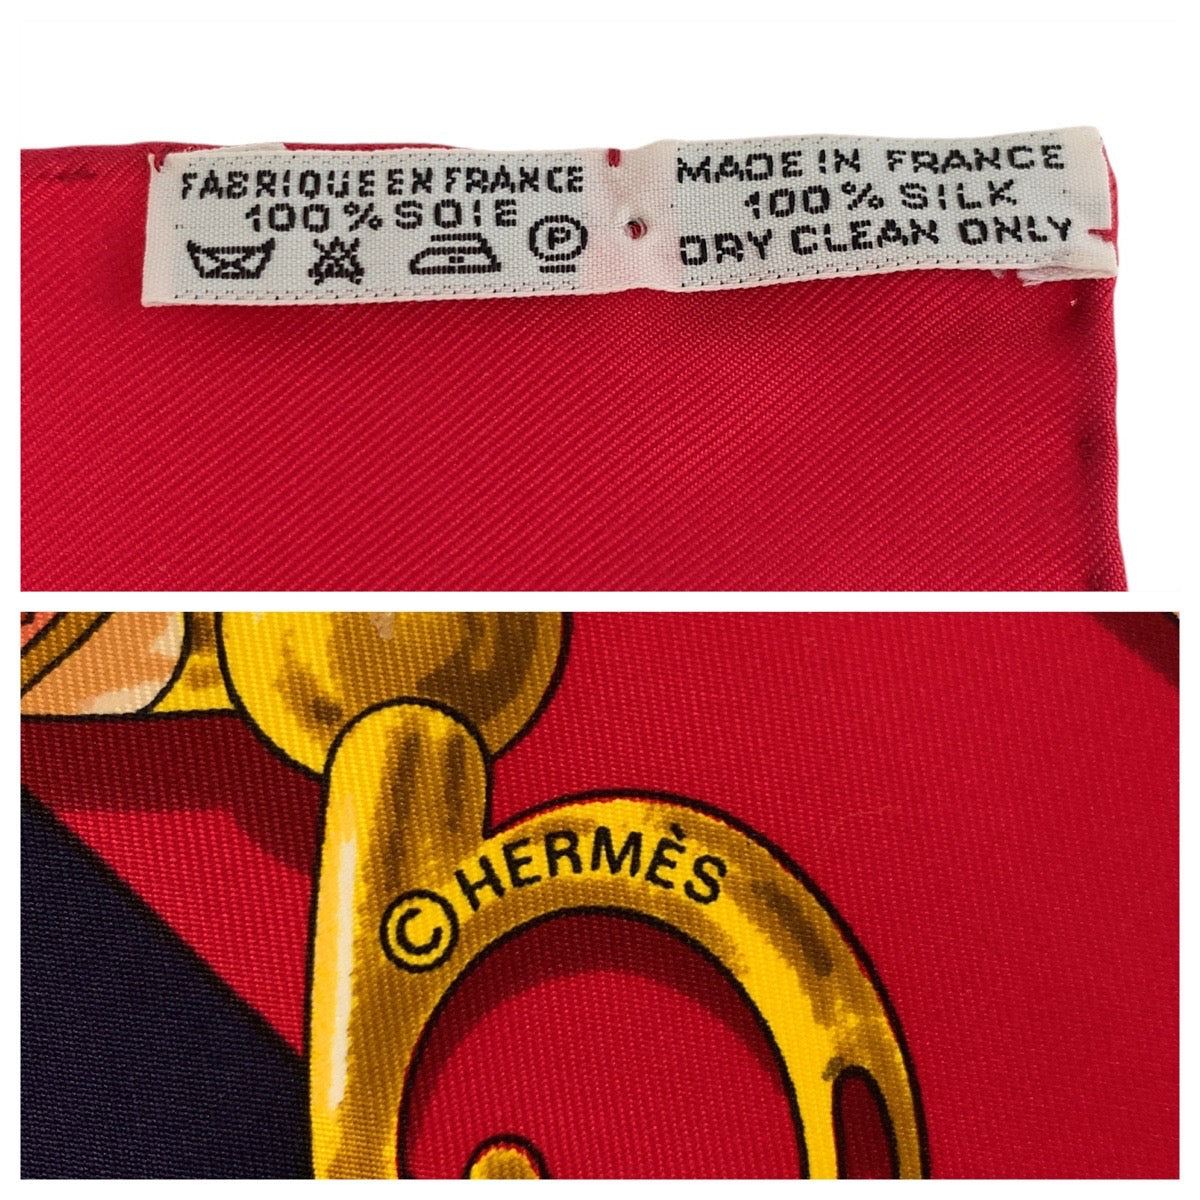 FABRIQUE EN FRANCE
100% SOIE
P
MADE IN FRANCE
100% SILK
DRY CLEAN ONLY
© HERMÈS